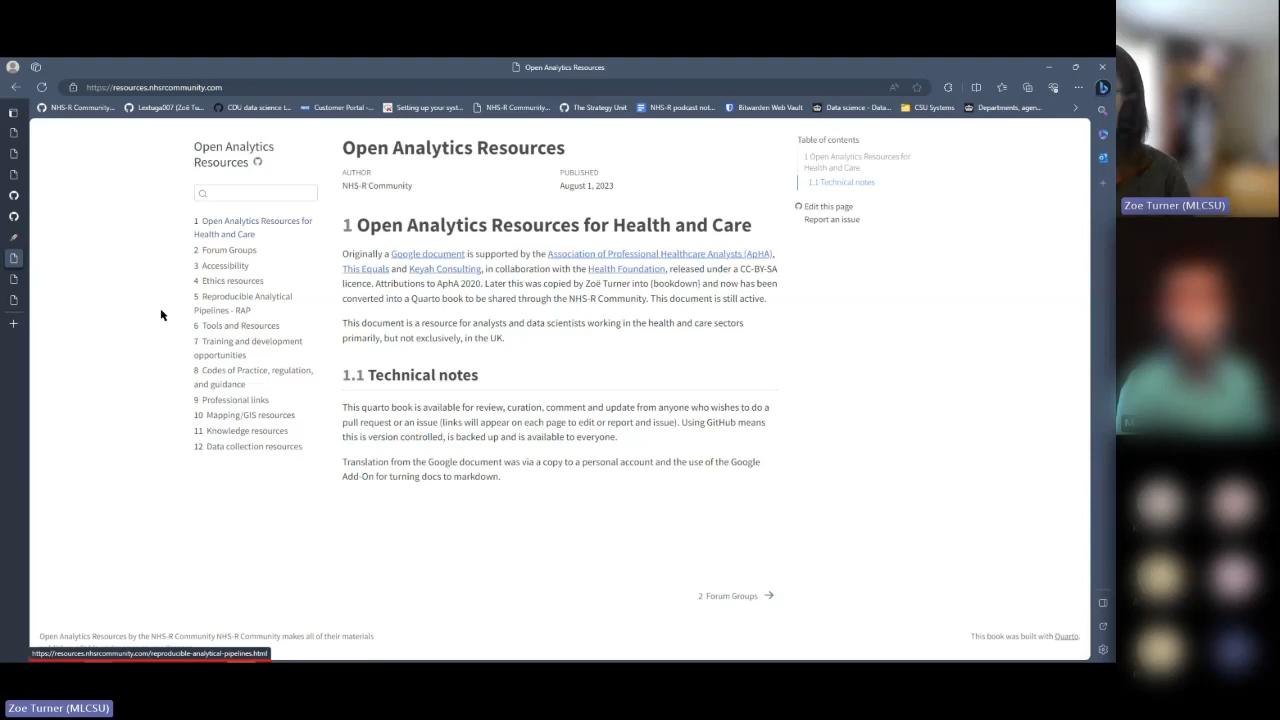 Open Analytics Resources
https://resources.nhsrcommunity.com
NHS-R Community...
Lextuga007 (Zoë Tu...
CDU data science t...
Customer Portal -...
Setting up your syst...
NHS-R Community...
The Strategy Unit
NHS-R podcast not...
Bitwarden Web Vault
Data science - Data...
CSU Systems
Departments, agen...
Open Analytics
Resources
1 Open Analytics Resources for
Health and Care
2 Forum Groups
3 Accessibility
4 Ethics resources
5 Reproducible Analytical
Pipelines - RAP
6 Tools and Resources
7 Training and development
opportunities
8 Codes of Practice, regulation,
and guidance
9 Professional links
10 Mapping/GIS resources
11 Knowledge resources
12 Data collection resources
Open Analytics Resources
AUTHOR
PUBLISHED
NHS-R Community
August 1, 2023
1 Open Analytics Resources for Health and Care
Originally a Google document is supported by the Association of Professional Healthcare Analysts (ApHA),
This Equals and Keyah Consulting, in collaboration with the Health Foundation, released under a CC-BY-SA
licence. Attributions to AphA 2020. Later this was copied by Zoë Turner into {bookdown} and now has been
converted into a Quarto book to be shared through the NHS-R Community. This document is still active.
This document is a resource for analysts and data scientists working in the health and care sectors
primarily, but not exclusively, in the UK.
1.1 Technical notes
This quarto book is available for review, curation, comment and update from anyone who wishes to do a
pull request or an issue (links will appear on each page to edit or report and issue). Using GitHub means
this is version controlled, is backed up and is available to everyone.
Translation from the Google document was via a copy to a personal account and the use of the Google
Add-On for turning docs to markdown.
2 Forum Groups
Table of contents
1 Open Analytics Resources for
Health and Care
1.1 Technical notes
Edit this page
Report an issue
Open Analytics Resources by the NHS-R Community NHS-R Community makes all of their materials
This book was built with Quarto.
https://resources.nhsrcommunity.com/reproducible-analytical-pipelines.html
Zoe Turner (MLCSU)
Zoe Turner (MLCSU)